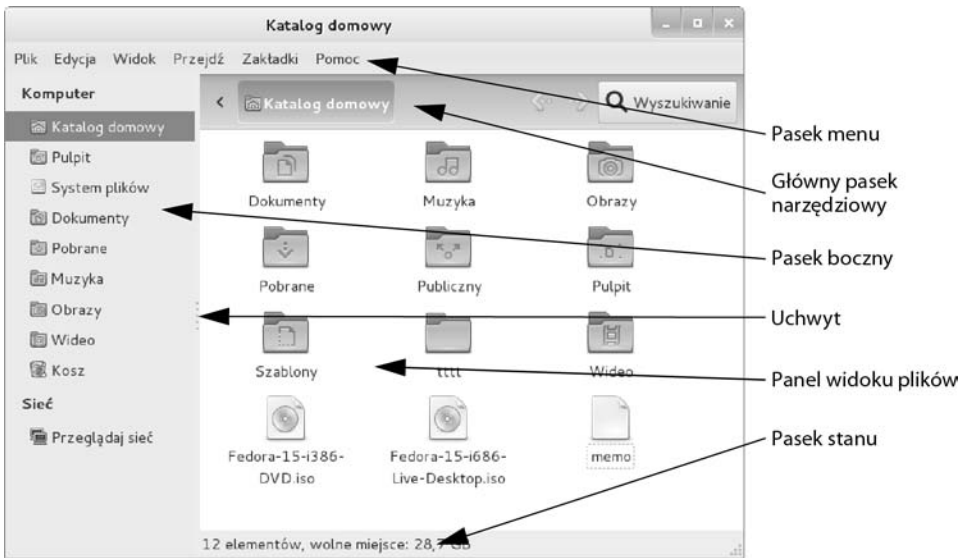 Katalog domowy
Plik Edycja Widok Przejdź Zakładki Pomoc
Komputer
Katalog domowy
Pulpit
System plików
Dokumenty
Pobrane
Muzyka
Obrazy
Wideo
Kosz
Sieć
Przeglądaj sieć
Katalog domowy
Wyszukiwanie
Dokumenty
Muzyka
Obrazy
Pobrane
Publiczny
Pulpit
Szablony
tttt
Wideo
Fedora-15-i386-
DVD.iso
Fedora-15-i686-
Live-Desktop.iso
memo
12 elementów, wolne miejsce: 28,7 GB
Pasek menu
Główny pasek
narzędziowy
Pasek boczny
Uchwyt
Panel widoku plików
Pasek stanu